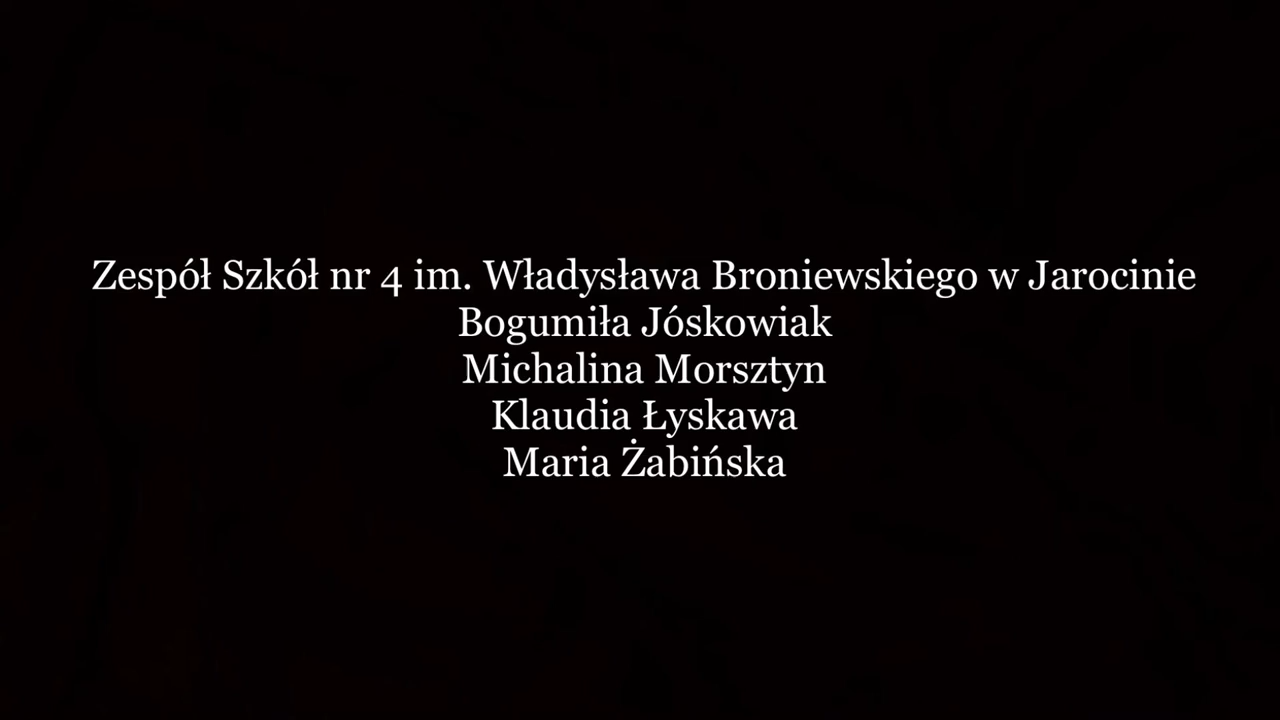 Zespół Szkół nr 4 im. Władysława Broniewskiego w Jarocinie
Bogumiła Jóskowiak
Michalina Morsztyn
Klaudia Łyskawa
Maria Żabińska